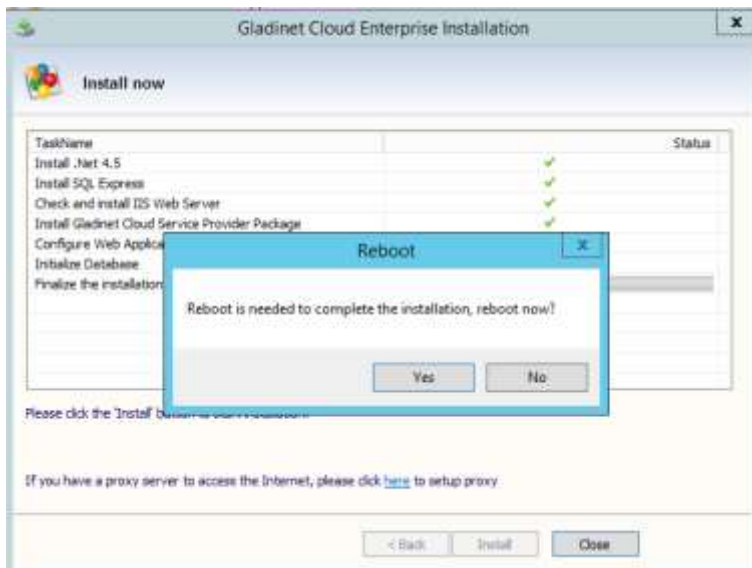 Gladinet Cloud Enterprise Installation
x
Install now
TaskName Status
Install .Net 4.5
Install SQL Express
Check and install IIS Web Server
Install Gladinet Cloud Service Provider Package
Configure Web Applica
Initialize Database
Finalize the installation
Reboot
x
Reboot is needed to complete the installation, reboot now!
Yes No
Please click the 'Install'
If you have a proxy server to access the Internet, please click here to setup proxy
< Back Install Close